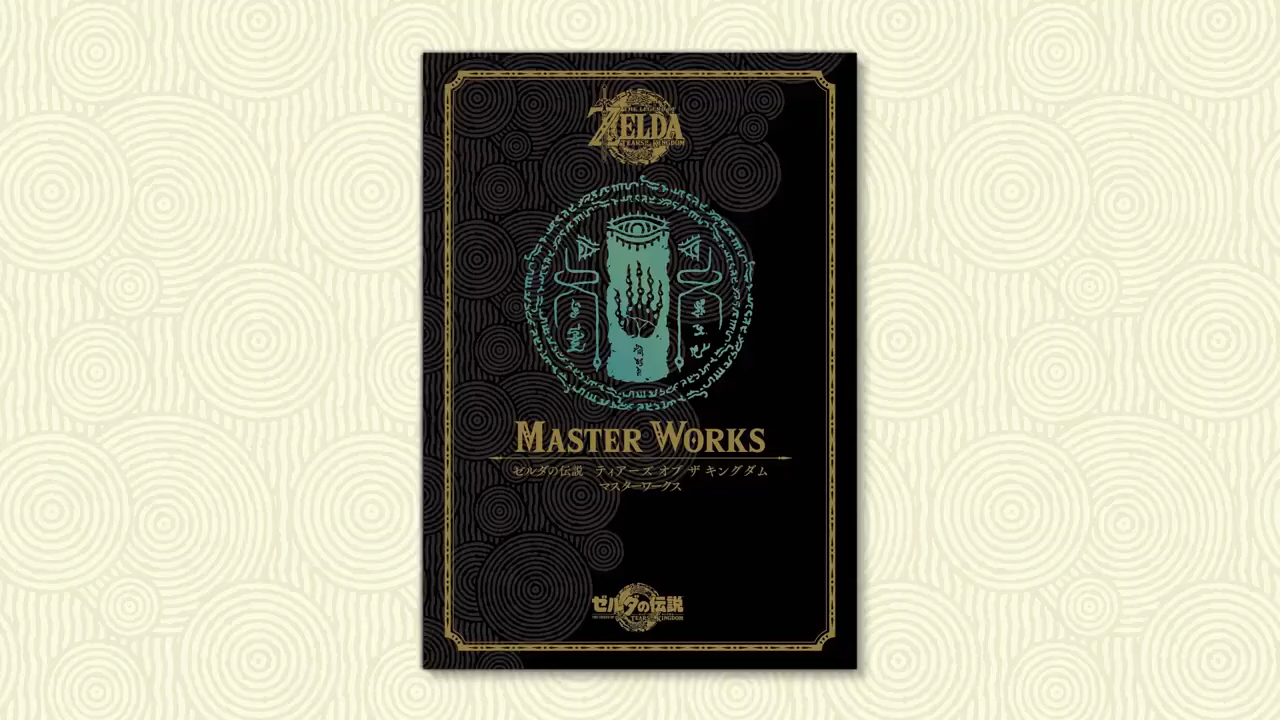 THE LEGEND OF
ZELDA
TEARS OF THE KINGDOM
MASTER WORKS
ゼルダの伝説 ティアーズ オブ ザ キングダム
マスターワークス
ゼルダの伝説
TEARS OF THE KINGDOM